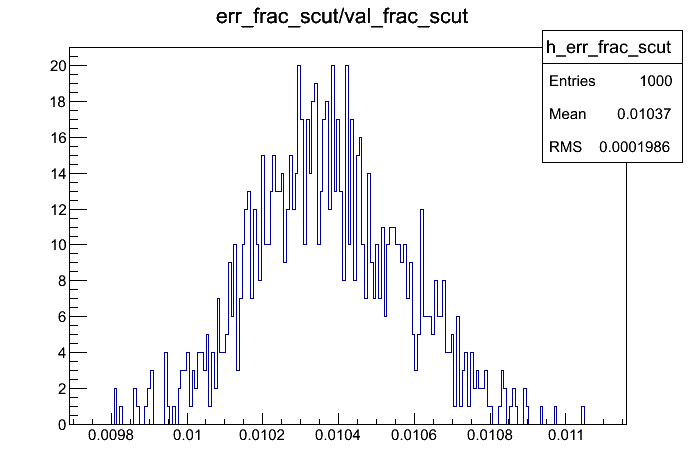 err_frac_scut/val_frac_scut
h_err_frac_scut
Entries 1000
Mean 0.01037
RMS 0.0001986
20
18
16
14
12
10
8
6
4
2
0
0.0098 0.01 0.0102 0.0104 0.0106 0.0108 0.011